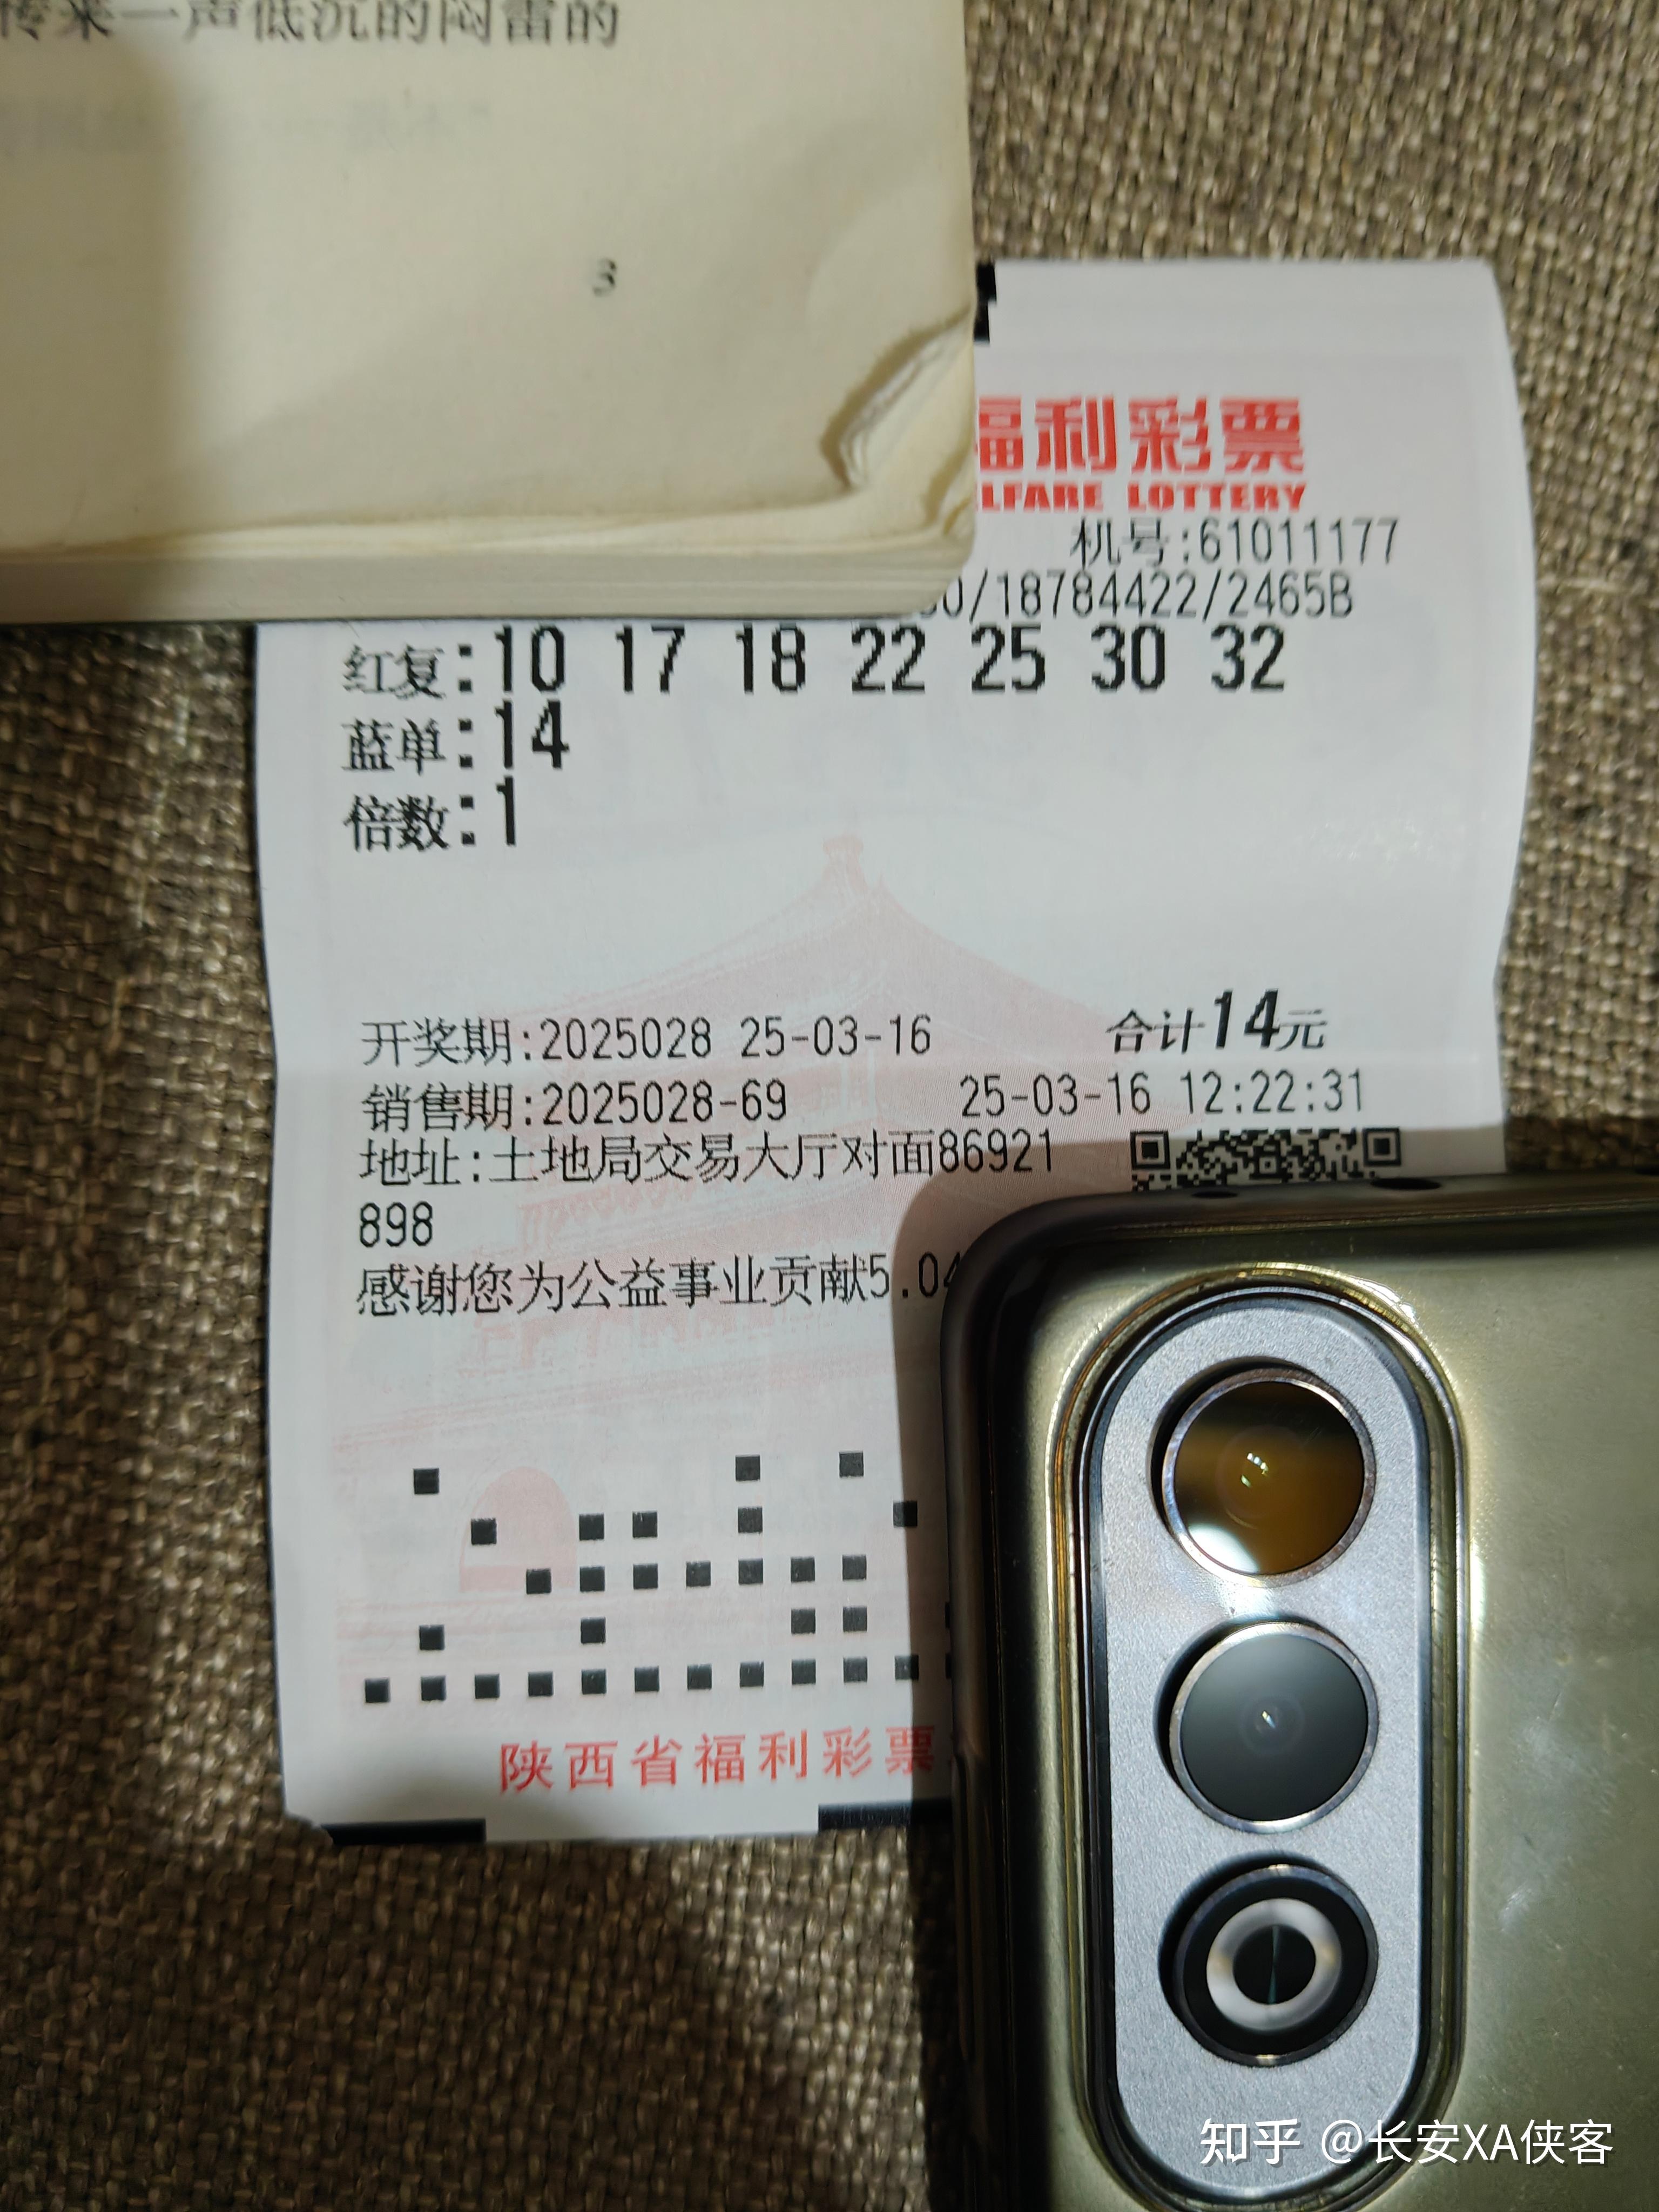 传来一声低沉的闷雷的
3
福利彩票
LFARE LOTTERY
机号:61011177
0/18784422/2465B
红复:10 17 18 22 25 30 32
蓝单:14
倍数:1
开奖期:2025028 25-03-16 合计14元
销售期:2025028-69 25-03-16 12:22:31
地址:土地局交易大厅对面86921
898
感谢您为公益事业贡献5.04
陕西省福利彩票
知乎 @长安XA侠客